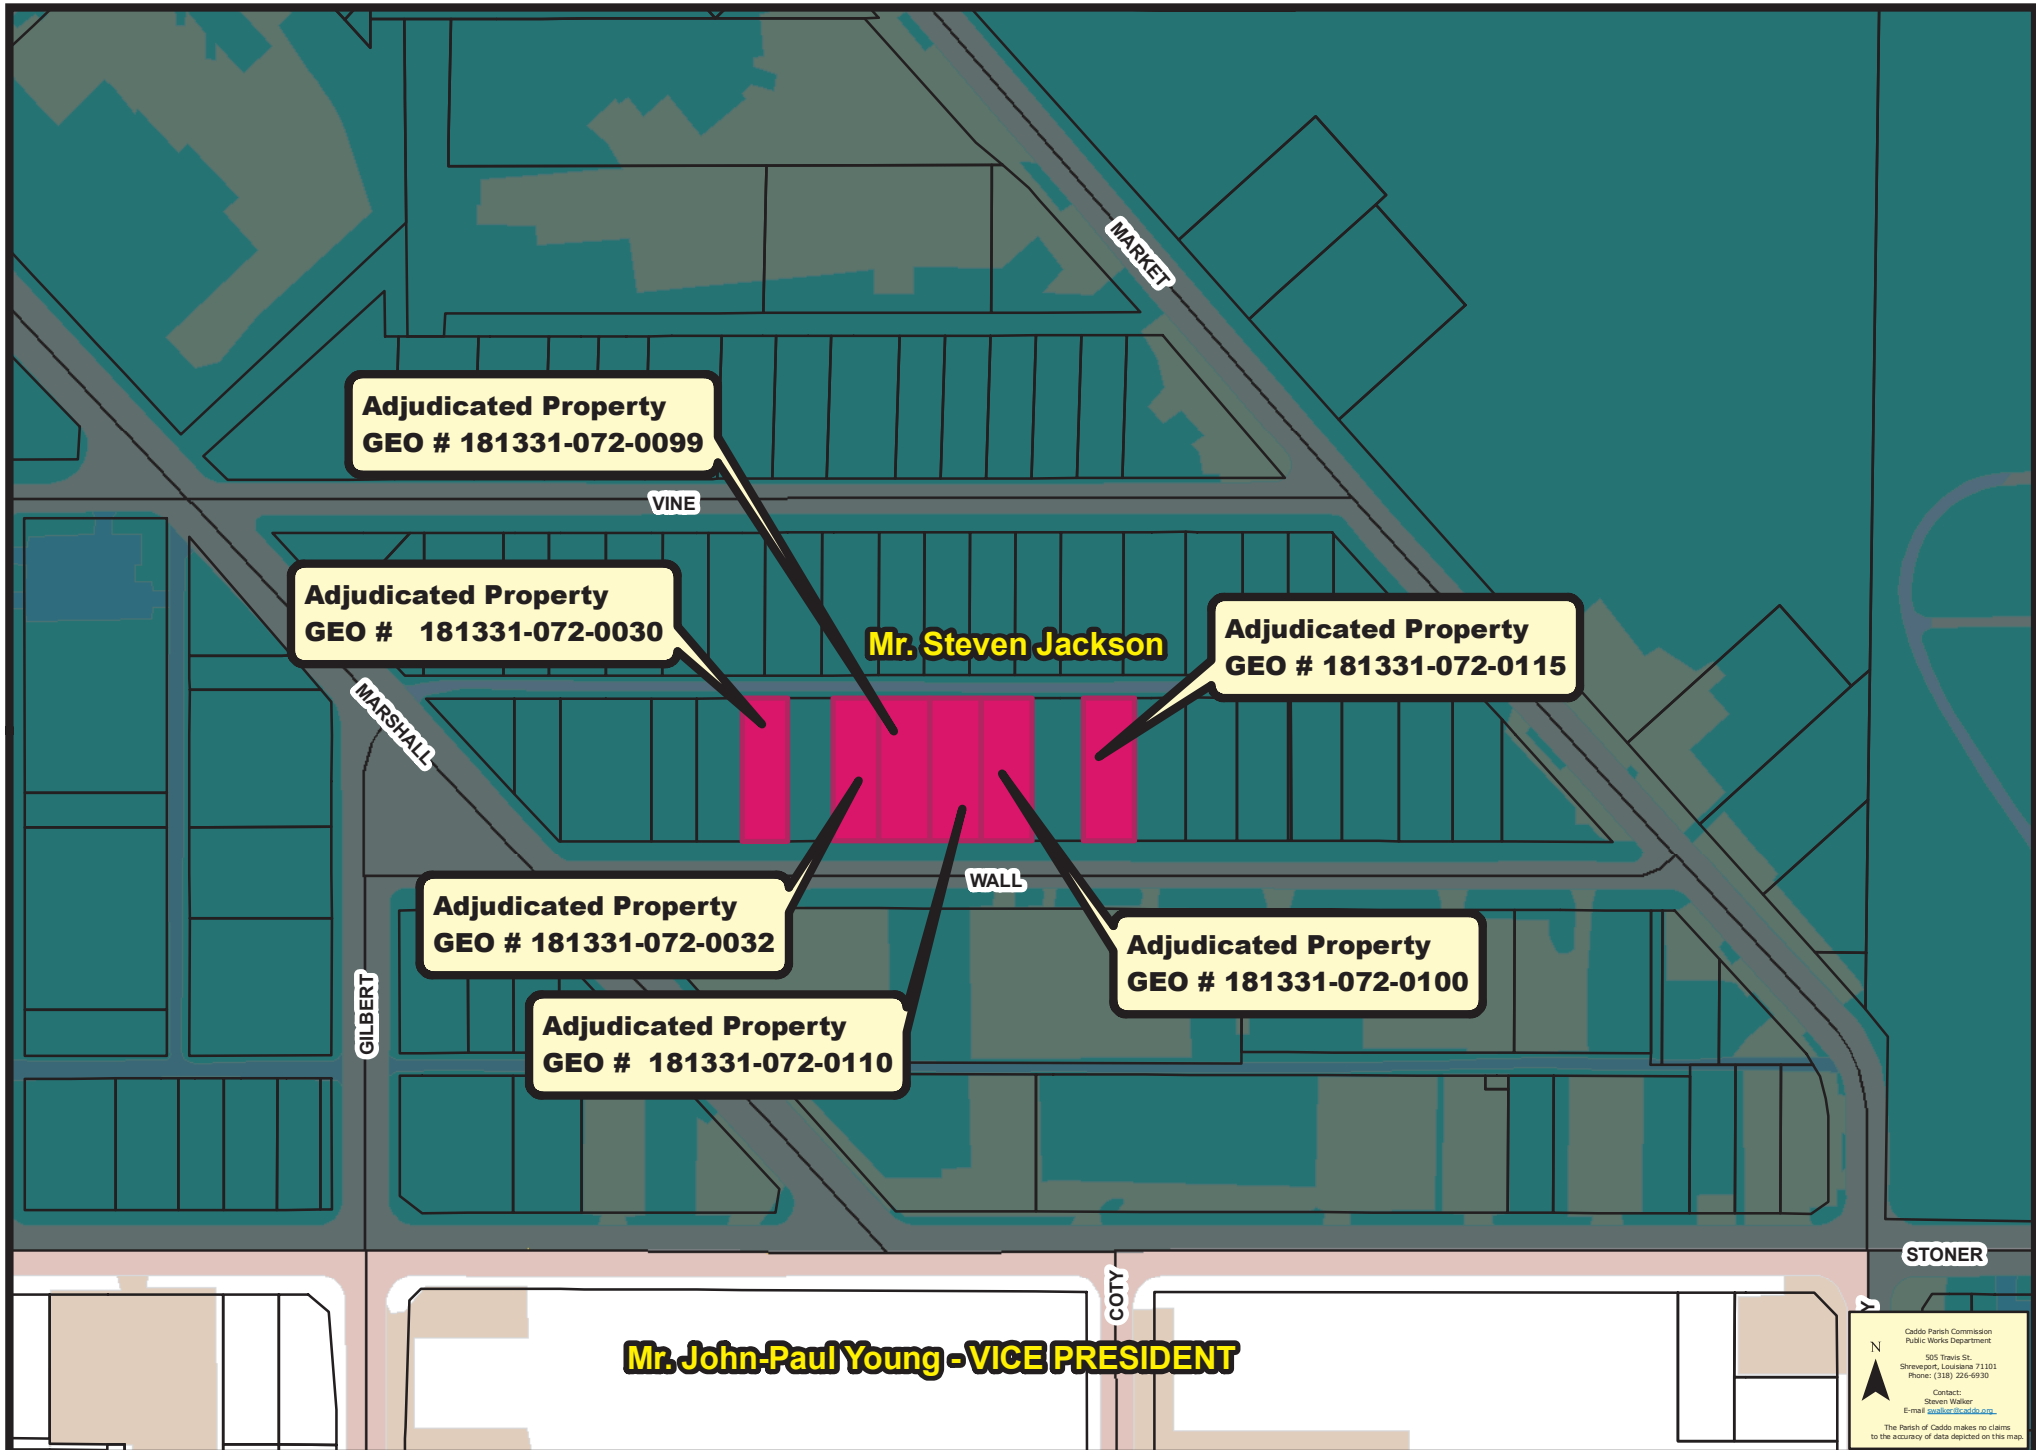 MARKET
Adjudicated Property
GEO # 181331-072-0099
VINE
Adjudicated Property
GEO # 181331-072-0030
Mr. Steven Jackson
Adjudicated Property
GEO # 181331-072-0115
MARSHALL
WALL
Adjudicated Property
GEO # 181331-072-0032
Adjudicated Property
GEO # 181331-072-0100
GILBERT
Adjudicated Property
GEO # 181331-072-0110
STONER
COTY
Y
Mr. John-Paul Young - VICE PRESIDENT
N
Caddo Parish Commission
Public Works Department
505 Travis St.
Shreveport, Louisiana 71101
Phone: (318) 226-6930
Contact:
Steven Walker
E-mail swalker@caddo.org
The Parish of Caddo makes no claims
to the accuracy of data depicted on this map.